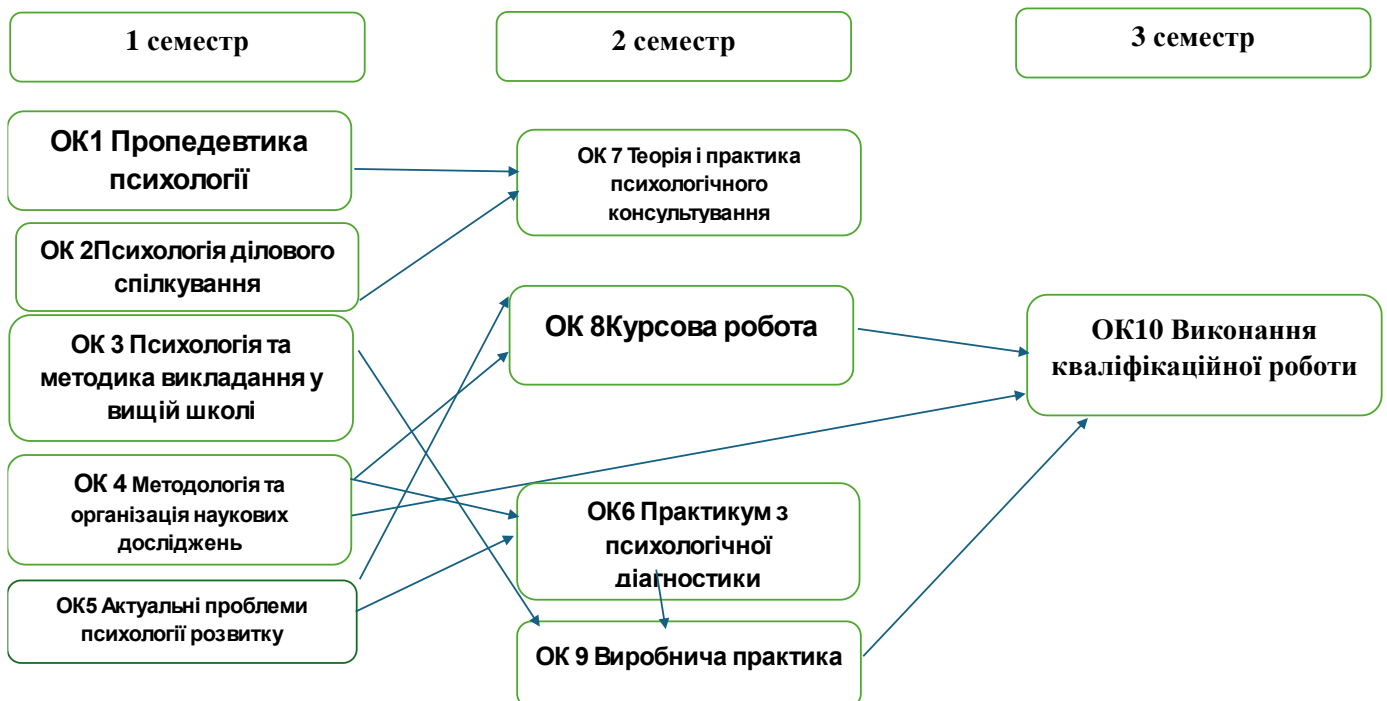 1 семестр
2 семестр
3 семестр
ОК1 Пропедевтика
психології
ОК 2Психологія ділового
спілкування
ОК 3 Психологія та
методика викладання у
вищій школі
ОК 4 Методологія та
організація наукових
досліджень
ОК5 Актуальні проблеми
психології розвитку
ОК 7 Теорія і практика
психологічного
консультування
ОК 8Курсова робота
ОК6 Практикум з
психологічної
діагностики
ОК 9 Виробнича практика
ОК10 Виконання
кваліфікаційної роботи